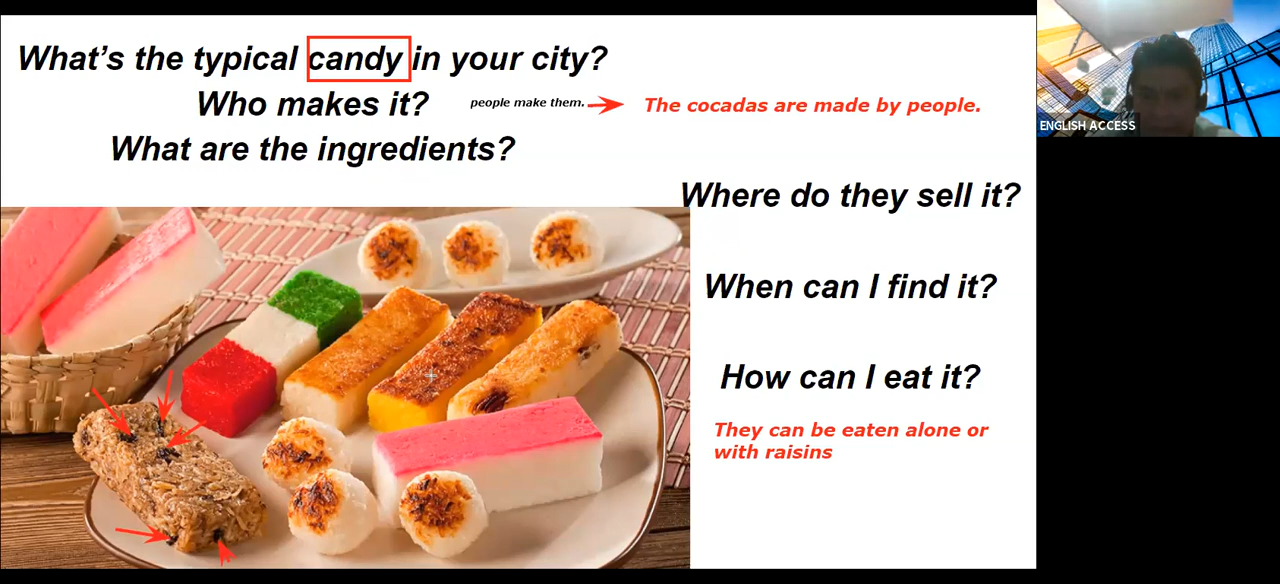 What's the typical candy in your city?
Who makes it?
people make them.
The cocadas are made by people.
What are the ingredients?
Where do they sell it?
When can I find it?
How can I eat it?
They can be eaten alone or
with raisins
ENGLISH ACCESS